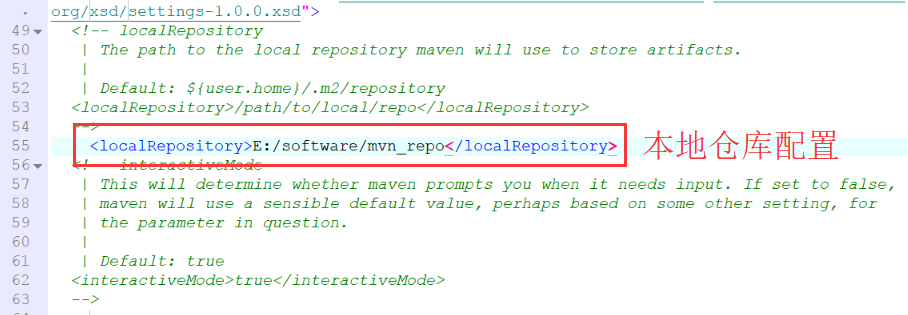 org/xsd/settings-1.0.0.xsd">
49 <!-- localRepository
50 | The path to the local repository maven will use to store artifacts.
51 |
52 | Default: ${user.home}/.m2/repository
53 <localRepository>/path/to/local/repo</localRepository>
54 -->
55 <localRepository>E:/software/mvn_repo</localRepository> 本地仓库配置
56 <!-- interactiveMode
57 | This will determine whether maven prompts you when it needs input. If set to false,
58 | maven will use a sensible default value, perhaps based on some other setting, for
59 | the parameter in question.
60 |
61 | Default: true
62 <interactiveMode>true</interactiveMode>
63 -->